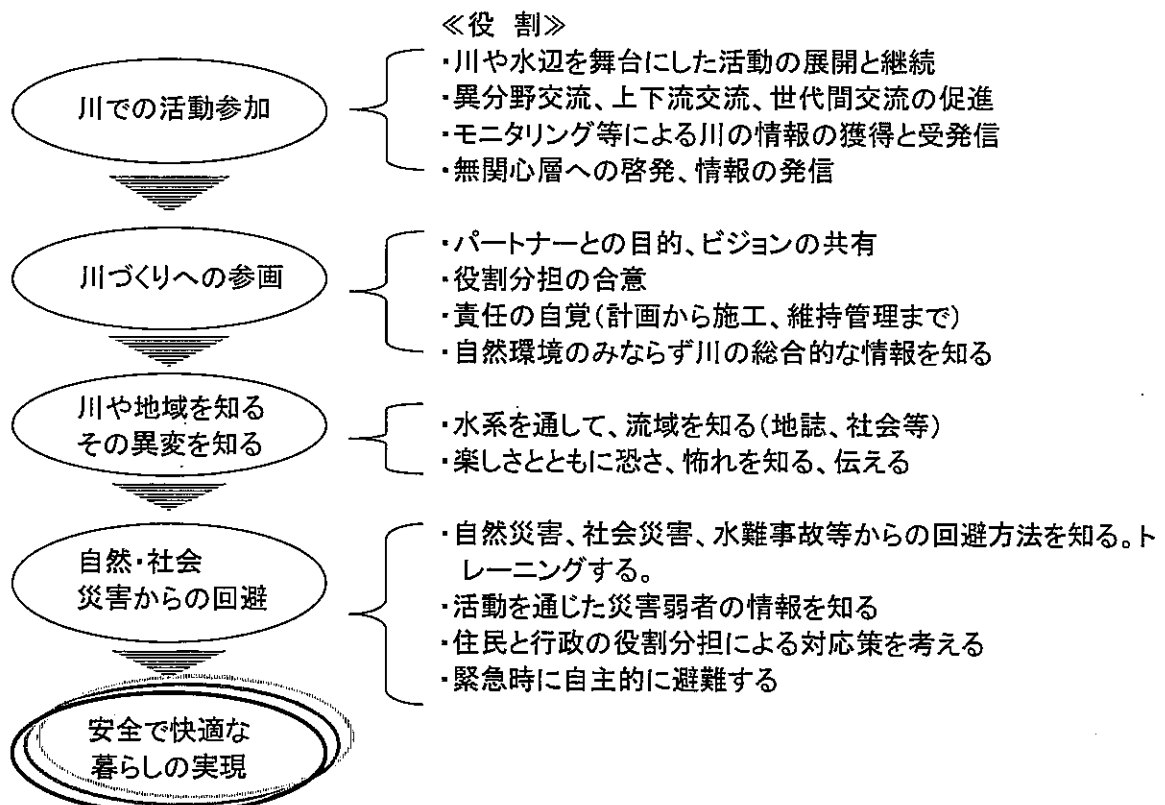 ≪役 割≫
川での活動参加
・川や水辺を舞台にした活動の展開と継続
・異分野交流、上下流交流、世代間交流の促進
・モニタリング等による川の情報の獲得と受発信
・無関心層への啓発、情報の発信
川づくりへの参画
・パートナーとの目的、ビジョンの共有
・役割分担の合意
・責任の自覚(計画から施工、維持管理まで)
・自然環境のみならず川の総合的な情報を知る
川や地域を知る
その異変を知る
・水系を通して、流域を知る(地誌、社会等)
・楽しさとともに恐さ、怖れを知る、伝える
自然・社会
災害からの回避
・自然災害、社会災害、水難事故等からの回避方法を知る。ト
レーニングする。
・活動を通じた災害弱者の情報を知る
・住民と行政の役割分担による対応策を考える
・緊急時に自主的に避難する
安全で快適な
暮らしの実現